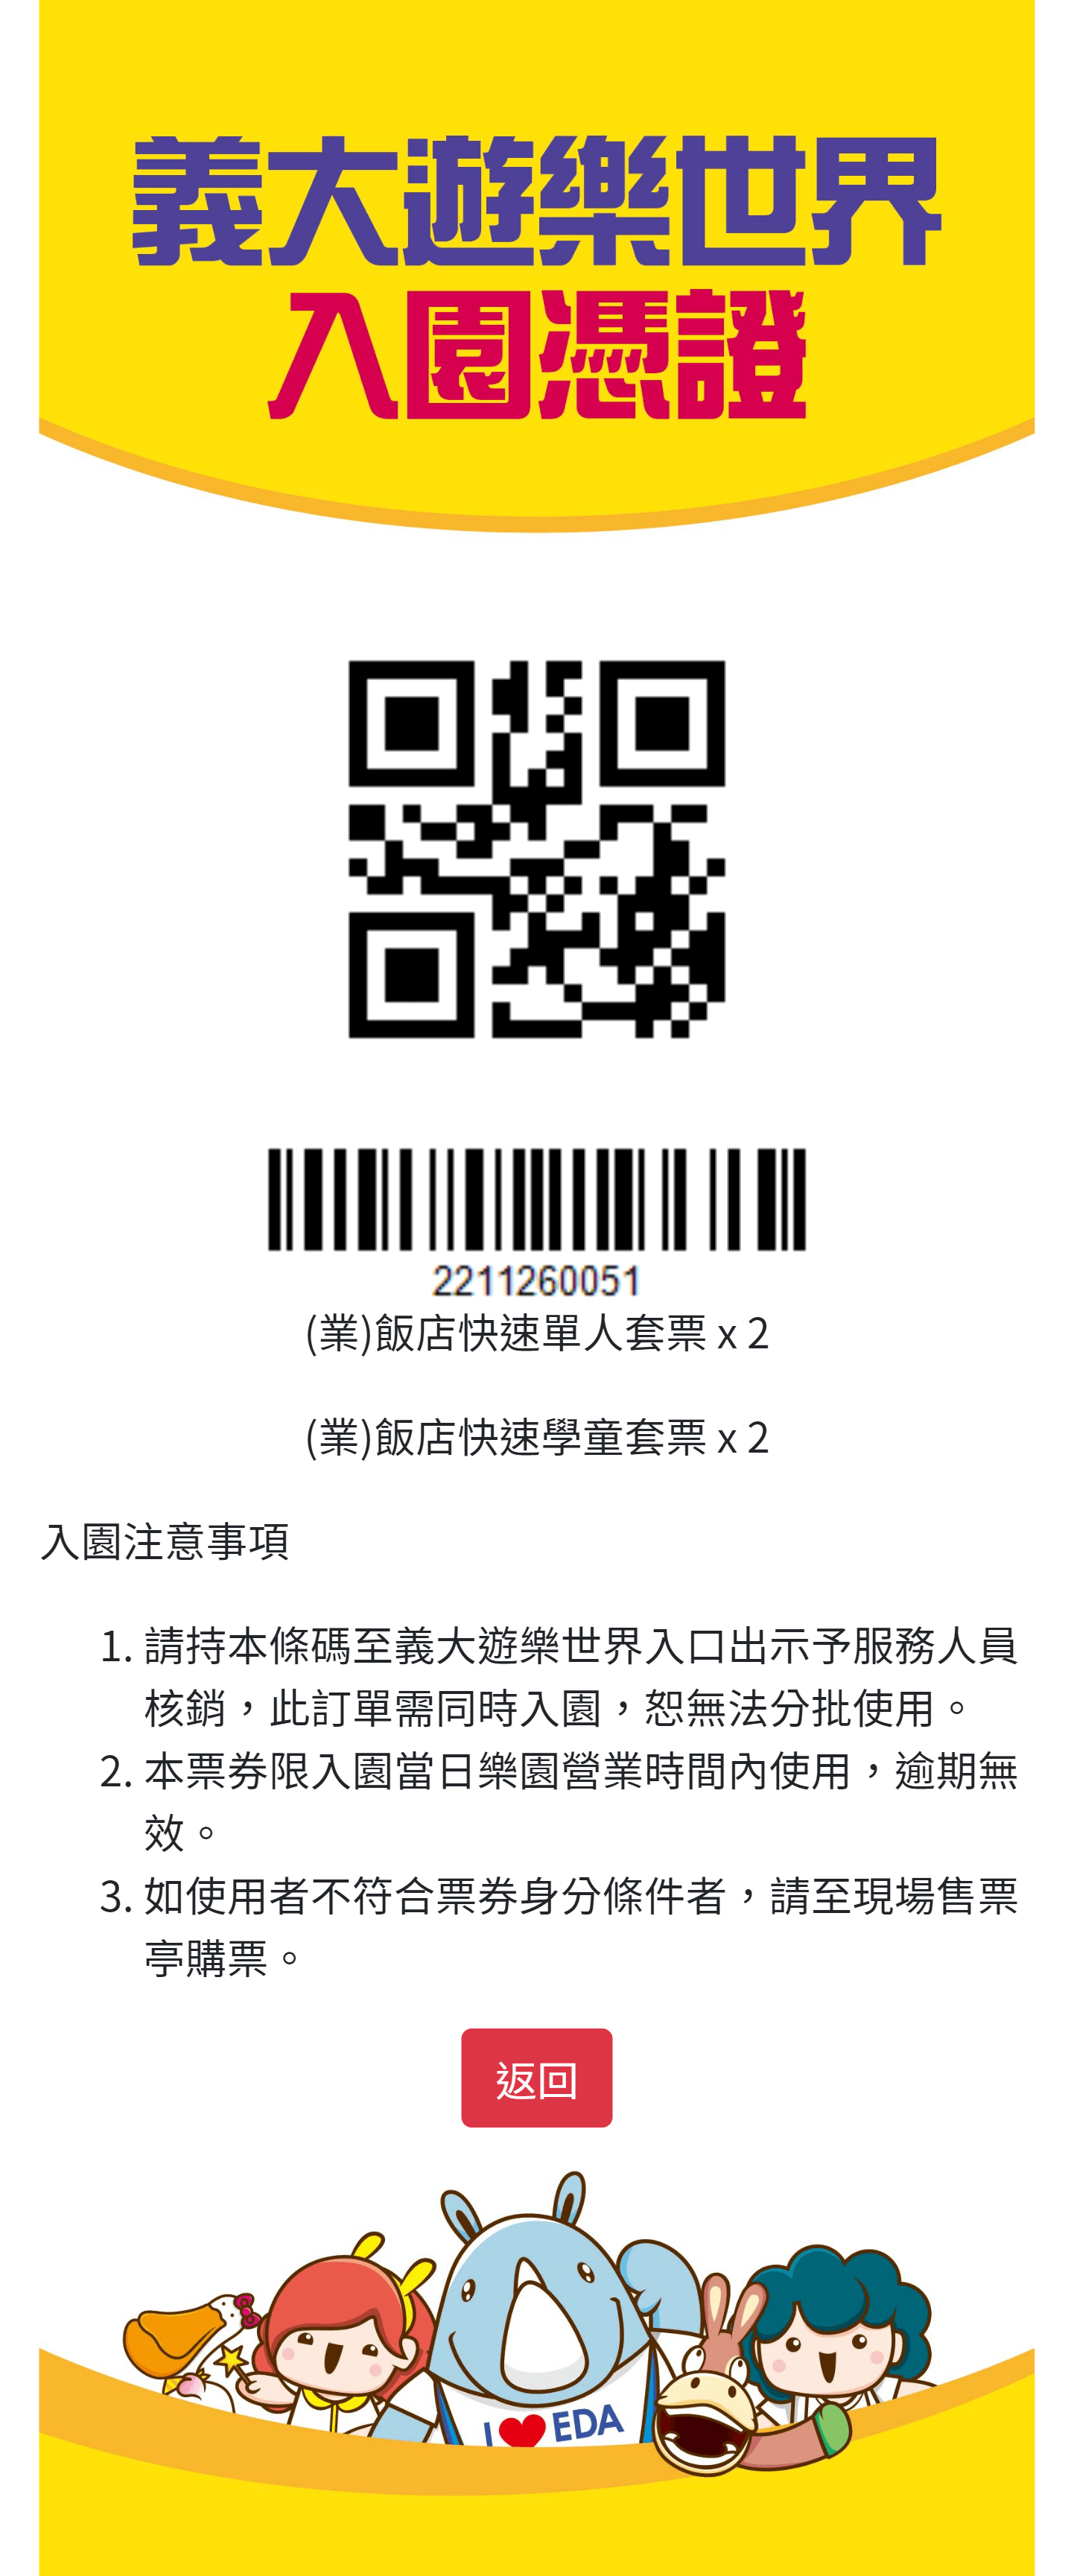 義大遊樂世界
入園憑證
2211260051
(業)飯店快速單人套票 x 2
(業)飯店快速學童套票 x 2
入園注意事項
1. 請持本條碼至義大遊樂世界入口出示予服務人員
核銷，此訂單需同時入園，恕無法分批使用。
2. 本票券限入園當日樂園營業時間內使用，逾期無
效。
3. 如使用者不符合票券身分條件者，請至現場售票
亭購票。
返回
I ❤ EDA